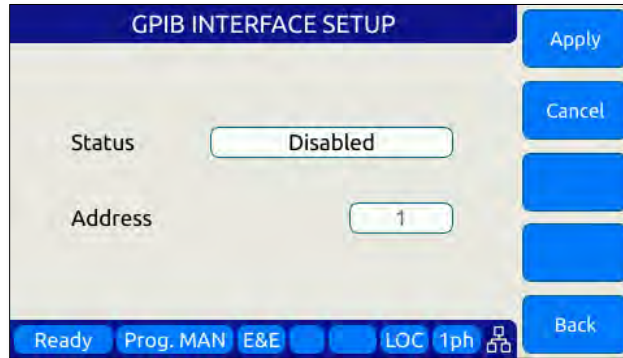 GPIB INTERFACE SETUP
Apply
Cancel
Status Disabled
Address 1
Back
Ready Prog. MAN E&E LOC 1ph